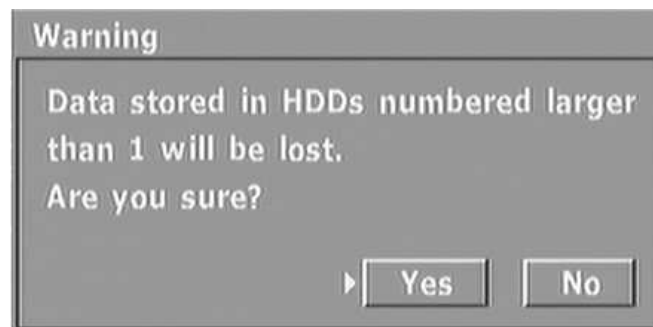 Warning
Data stored in HDDs numbered larger
than 1 will be lost.
Are you sure?
Yes No